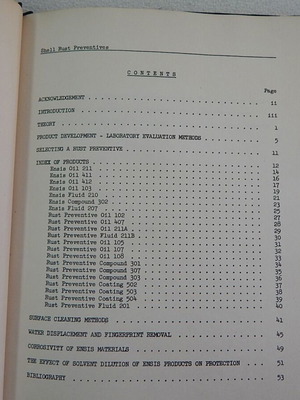 Shell Rust Preventives
CONTENTS
Page
ACKNOWLEDGEMENT ii
INTRODUCTION iii
THEORY 1
PRODUCT DEVELOPMENT - LABORATORY EVALUATION METHODS 5
SELECTING A RUST PREVENTIVE 11
INDEX OF PRODUCTS 12
Ensis Oil 211 14
Ensis Oil 411 16
Ensis Oil 412 17
Ensis Oil 103 19
Ensis Fluid 210 21
Ensis Compound 302 23
Ensis Fluid 207 25
Rust Preventive Oil 102 27
Rust Preventive Oil 407 28
Rust Preventive Oil 211A 29
Rust Preventive Fluid 211B 30
Rust Preventive Oil 105 31
Rust Preventive Oil 107 32
Rust Preventive Oil 108 33
Rust Preventive Compound 301 34
Rust Preventive Compound 307 35
Rust Preventive Compound 303 36
Rust Preventive Coating 502 37
Rust Preventive Coating 503 38
Rust Preventive Coating 504 39
Rust Preventive Fluid 201 40
SURFACE CLEANING METHODS 41
WATER DISPLACEMENT AND FINGERPRINT REMOVAL 45
CORROSIVITY OF ENSIS MATERIALS 49
THE EFFECT OF SOLVENT DILUTION OF ENSIS PRODUCTS ON PROTECTION 51
BIBLIOGRAPHY 53